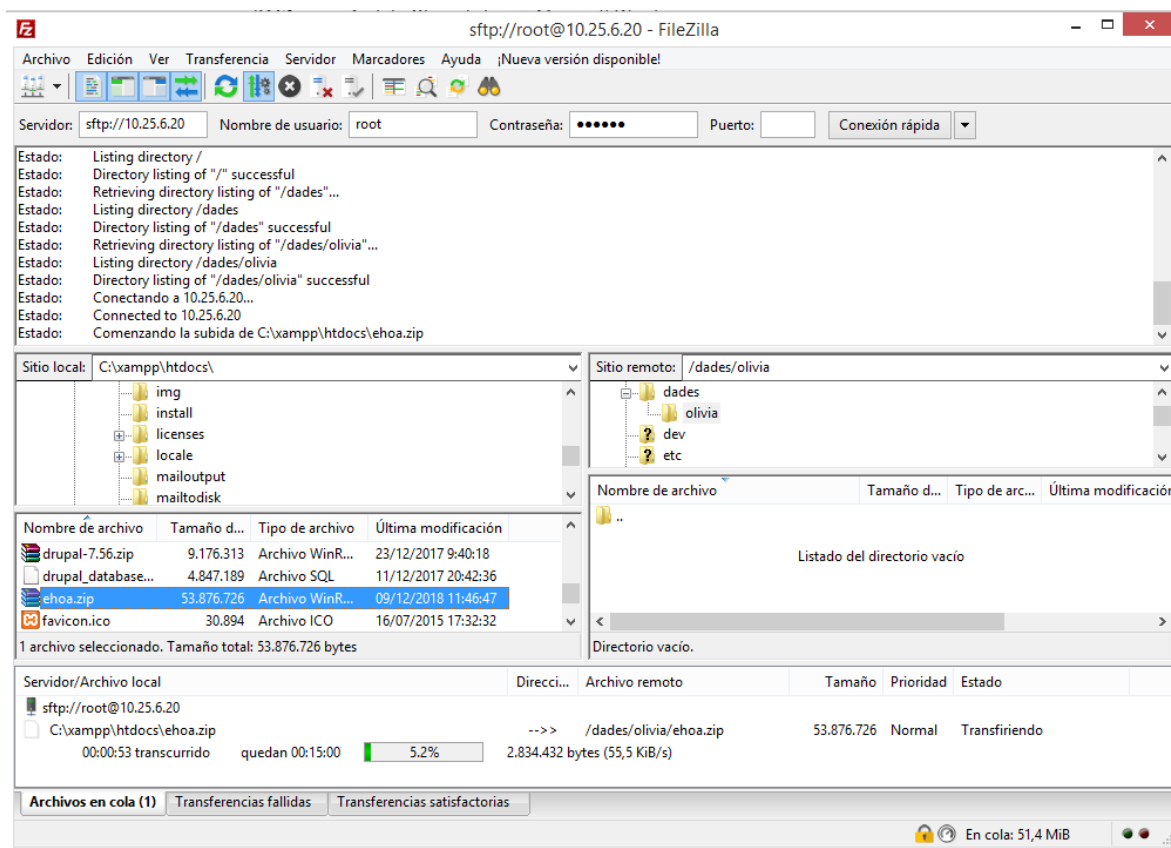 sftp://root@10.25.6.20 - FileZilla
Archivo Edición Ver Transferencia Servidor Marcadores Ayuda ¡Nueva versión disponible!
Servidor: sftp://10.25.6.20 Nombre de usuario: root Contraseña: ●●●●●● Puerto: Conexión rápida
Estado: Listing directory /
Estado: Directory listing of "/" successful
Estado: Retrieving directory listing of "/dades"...
Estado: Listing directory /dades
Estado: Directory listing of "/dades" successful
Estado: Retrieving directory listing of "/dades/olivia"...
Estado: Listing directory /dades/olivia
Estado: Directory listing of "/dades/olivia" successful
Estado: Conectando a 10.25.6.20...
Estado: Connected to 10.25.6.20
Estado: Comenzando la subida de C:\xampp\htdocs\ehoa.zip
Sitio local: C:\xampp\htdocs\
img
install
licenses
locale
mailoutput
mailtodisk
Nombre de archivo Tamaño d... Tipo de archivo Última modificación
drupal-7.56.zip 9.176.313 Archivo WinR... 23/12/2017 9:40:18
drupal_database... 4.847.189 Archivo SQL 11/12/2017 20:42:36
ehoa.zip 53.876.726 Archivo WinR... 09/12/2018 11:46:47
favicon.ico 30.894 Archivo ICO 16/07/2015 17:32:32
1 archivo seleccionado. Tamaño total: 53.876.726 bytes
Sitio remoto: /dades/olivia
dades
olivia
? dev
? etc
Nombre de archivo Tamaño d... Tipo de arc... Última modificación
..
Listado del directorio vacío
Directorio vacío.
Servidor/Archivo local Direcci... Archivo remoto Tamaño Prioridad Estado
sftp://root@10.25.6.20
C:\xampp\htdocs\ehoa.zip -->> /dades/olivia/ehoa.zip 53.876.726 Normal Transfiriendo
00:00:53 transcurrido quedan 00:15:00 5.2% 2.834.432 bytes (55,5 KiB/s)
Archivos en cola (1) Transferencias fallidas Transferencias satisfactorias
En cola: 51,4 MiB